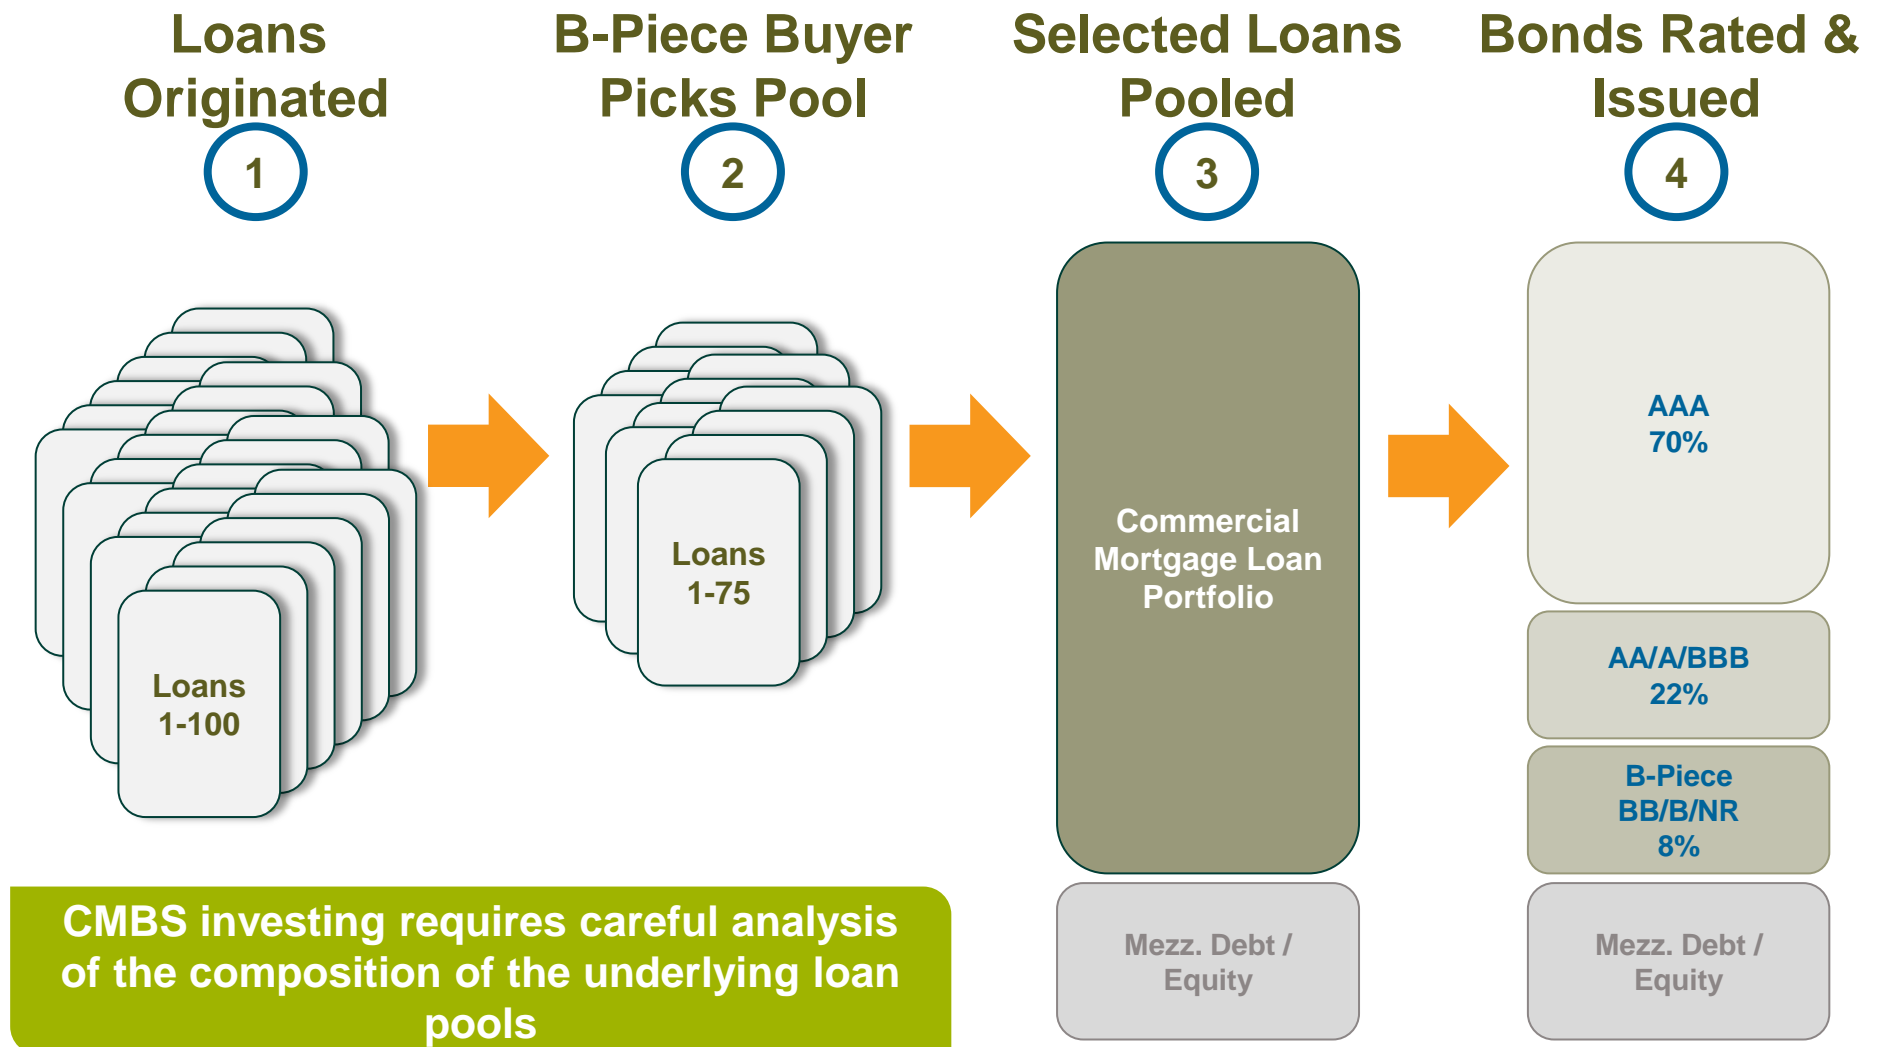 Loans
Originated
1
B-Piece Buyer
Picks Pool
2
Selected Loans
Pooled
3
Bonds Rated &
Issued
4
Loans
1-100
Loans
1-75
Commercial
Mortgage Loan
Portfolio
Mezz. Debt /
Equity
AAA
70%
AA/A/BBB
22%
B-Piece
BB/B/NR
8%
Mezz. Debt /
Equity
CMBS investing requires careful analysis
of the composition of the underlying loan
pools